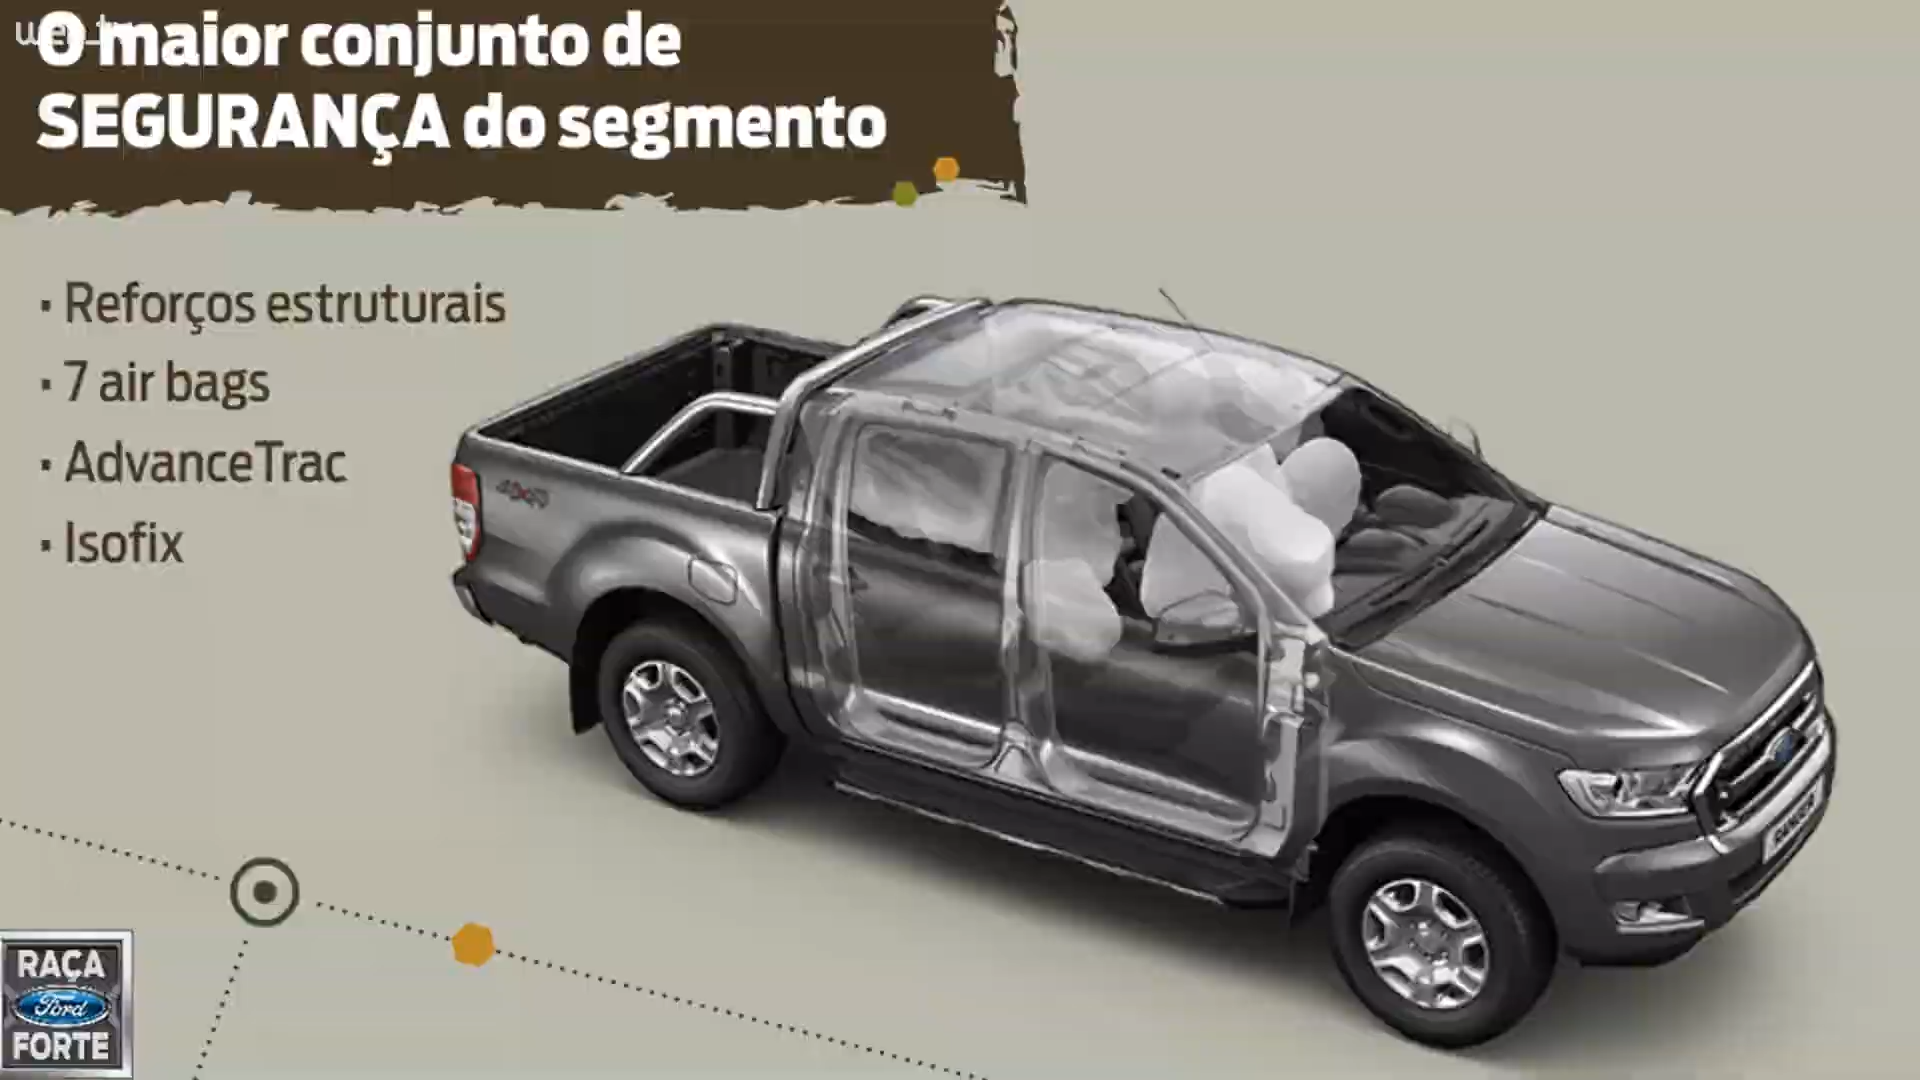 O maior conjunto de
SEGURANÇA do segmento
· Reforços estruturais
· 7 air bags
· AdvanceTrac
· Isofix
4x4
RANGER
RAÇA
Ford
FORTE